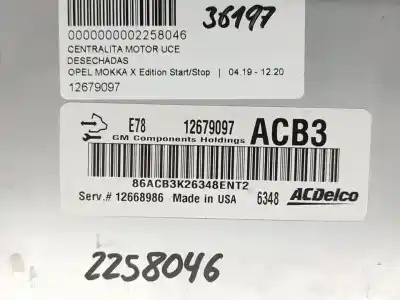 36197
0000000002258046
CENTRALITA MOTOR UCE
DESECHADAS
OPEL MOKKA X Edition Start/Stop | 04.19 - 12.20
12679097
E78 12679097 ACB3
GM Components Holdings
86ACB3K26348ENT2
Serv.# 12668986 Made in USA 6348 ACDelco
2258046